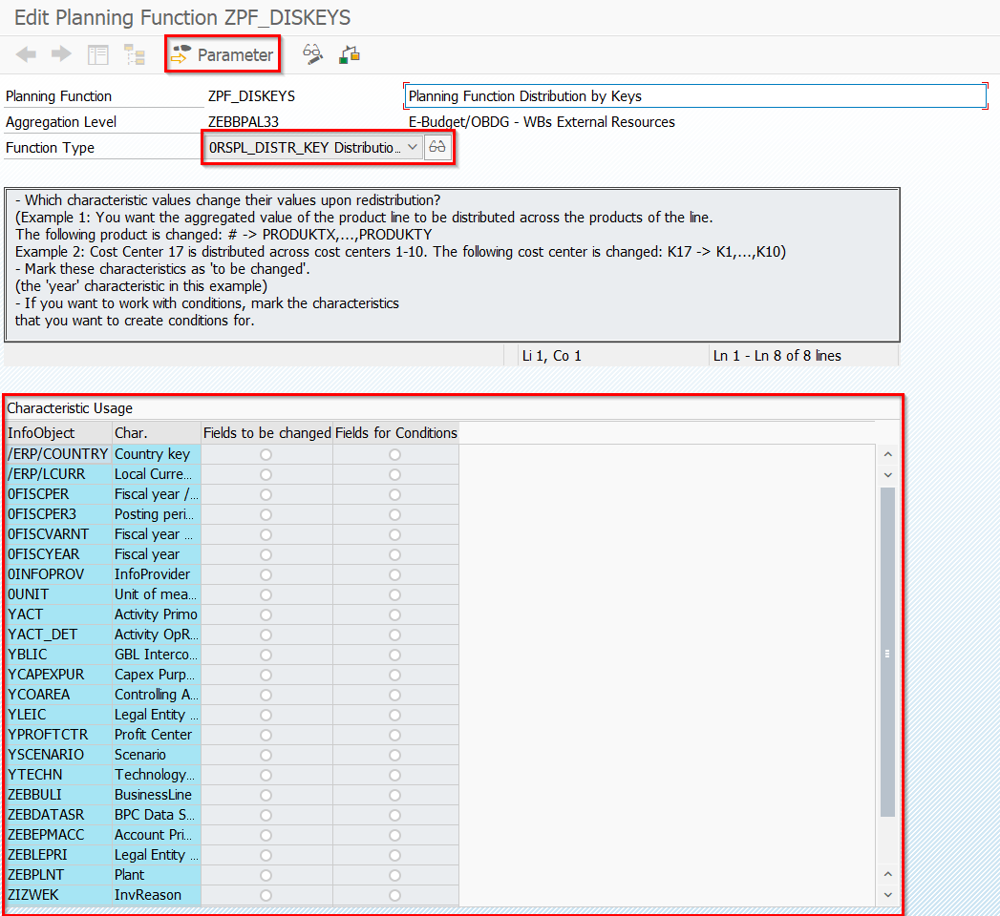 Edit Planning Function ZPF_DISKEYS
Parameter
Planning Function ZPF_DISKEYS Planning Function Distribution by Keys
Aggregation Level ZEBBPAL33 E-Budget/OBDG - WBs External Resources
Function Type 0RSPL_DISTR_KEY Distributio...
- Which characteristic values change their values upon redistribution?
(Example 1: You want the aggregated value of the product line to be distributed across the products of the line.
The following product is changed: # -> PRODUKTX,...,PRODUKTY
Example 2: Cost Center 17 is distributed across cost centers 1-10. The following cost center is changed: K17 -> K1,...,K10)
- Mark these characteristics as 'to be changed'.
(the 'year' characteristic in this example)
- If you want to work with conditions, mark the characteristics
that you want to create conditions for.
Li 1, Co 1 Ln 1 - Ln 8 of 8 lines
Characteristic Usage
InfoObject Char. Fields to be changed Fields for Conditions
/ERP/COUNTRY Country key
/ERP/LCURR Local Curre...
0FISCPER Fiscal year /...
0FISCPER3 Posting peri...
0FISCVARNT Fiscal year ...
0FISCYEAR Fiscal year
0INFOPROV InfoProvider
0UNIT Unit of mea...
YACT Activity Primo
YACT_DET Activity OpR...
YBLIC GBL Interco...
YCAPEXPUR Capex Purp...
YCOAREA Controlling A...
YLEIC Legal Entity ...
YPROFTCTR Profit Center
YSCENARIO Scenario
YTECHN Technology...
ZEBBULI BusinessLine
ZEBDATASR BPC Data S...
ZEBEPMACC Account Pri...
ZEBLEPRI Legal Entity ...
ZEBPLNT Plant
ZIZWEK InvReason